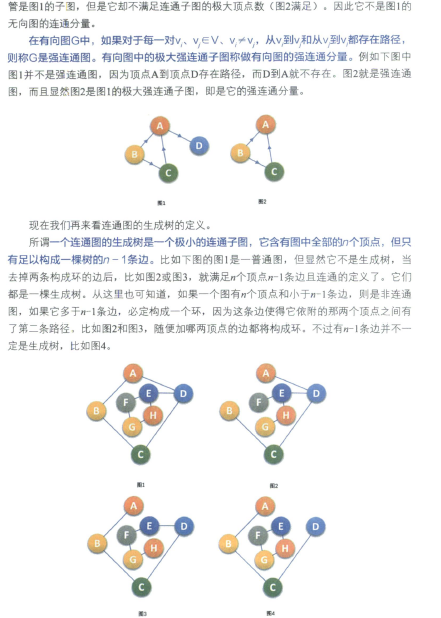 管是图1的子图，但是它却不满足连通子图的极大顶点数（图2满足）。因此它不是图1的
无向图的连通分量。
在有向图G中，如果对于每一对vi、vj∈V、vi≠vj，从vi到vj和从vj到vi都存在路径，
则称G是强连通图。有向图中的极大强连通子图称做有向图的强连通分量。例如下图中
图1并不是强连通图，因为顶点A到顶点D存在路径，而D到A就不存在。图2就是强连通
图，而且显然图2是图1的极大强连通子图，即是它的强连通分量。
A
B
D
C
A
B
C
图1
图2
现在我们再来看连通图的生成树的定义。
所谓一个连通图的生成树是一个极小的连通子图，它含有图中全部的n个顶点，但只
有足以构成一棵树的n－1条边。比如下图的图1是一普通图，但显然它不是生成树，当
去掉两条构成环的边后，比如图2或图3，就满足n个顶点n-1条边且连通的定义了。它们
都是一棵生成树。从这里也可知道，如果一个图有n个顶点和小于n-1条边，则是非连通
图，如果它多于n-1条边，必定构成一个环，因为这条边使得它依附的那两个顶点之间有
了第二条路径。比如图2和图3，随便加哪两顶点的边都将构成环。不过有n-1条边并不一
定是生成树，比如图4。
A
F
E
D
B
H
G
C
A
F
E
D
B
H
G
C
图1
图2
A
F
E
D
B
H
G
C
A
F
E
D
B
H
G
C
图3
图4